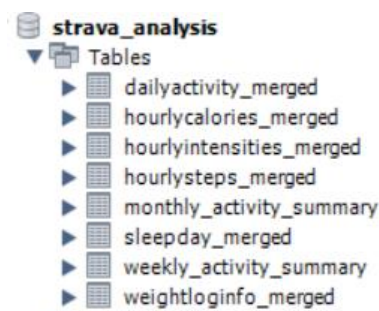 strava_analysis
Tables
dailyactivity_merged
hourlycalories_merged
hourlyintensities_merged
hourlysteps_merged
monthly_activity_summary
sleepday_merged
weekly_activity_summary
weightloginfo_merged